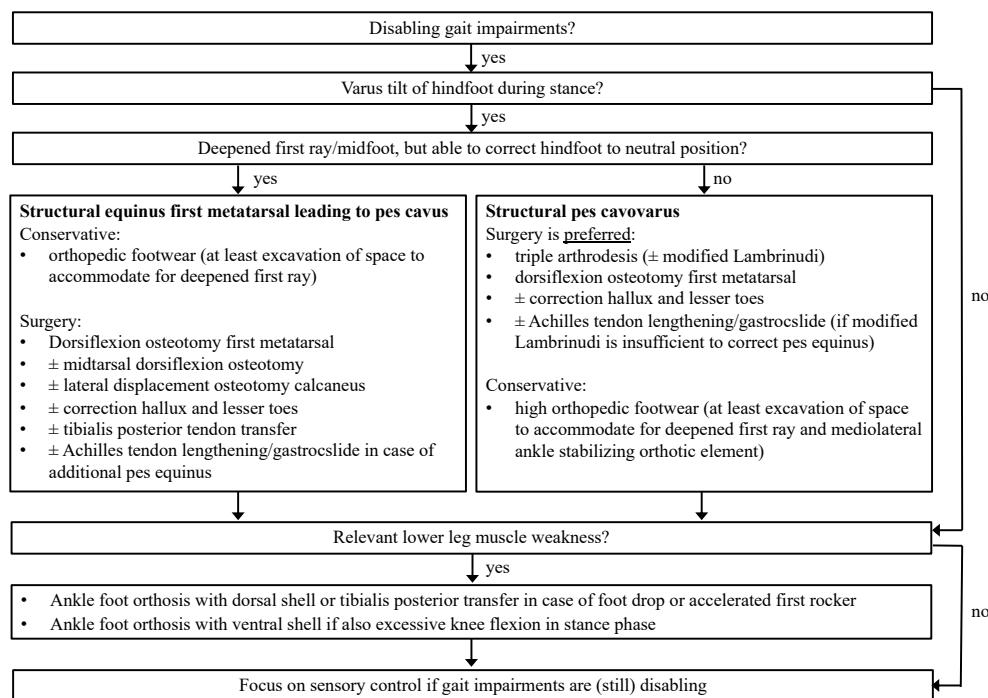 Disabling gait impairments?
yes
Varus tilt of hindfoot during stance?
yes
Deepened first ray/midfoot, but able to correct hindfoot to neutral position?
yes
no
Structural equinus first metatarsal leading to pes cavus
Conservative:
• orthopedic footwear (at least excavation of space to
accommodate for deepened first ray)
Surgery:
• Dorsiflexion osteotomy first metatarsal
• ± midtarsal dorsiflexion osteotomy
• ± lateral displacement osteotomy calcaneus
• ± correction hallux and lesser toes
• ± tibialis posterior tendon transfer
• ± Achilles tendon lengthening/gastrocslide in case of
additional pes equinus
Structural pes cavovarus
Surgery is preferred:
• triple arthrodesis (± modified Lambrinudi)
• dorsiflexion osteotomy first metatarsal
• ± correction hallux and lesser toes
• ± Achilles tendon lengthening/gastrocslide (if modified
Lambrinudi is insufficient to correct pes equinus)
Conservative:
• high orthopedic footwear (at least excavation of space
to accommodate for deepened first ray and mediolateral
ankle stabilizing orthotic element)
no
Relevant lower leg muscle weakness?
yes
• Ankle foot orthosis with dorsal shell or tibialis posterior transfer in case of foot drop or accelerated first rocker
• Ankle foot orthosis with ventral shell if also excessive knee flexion in stance phase
no
Focus on sensory control if gait impairments are (still) disabling